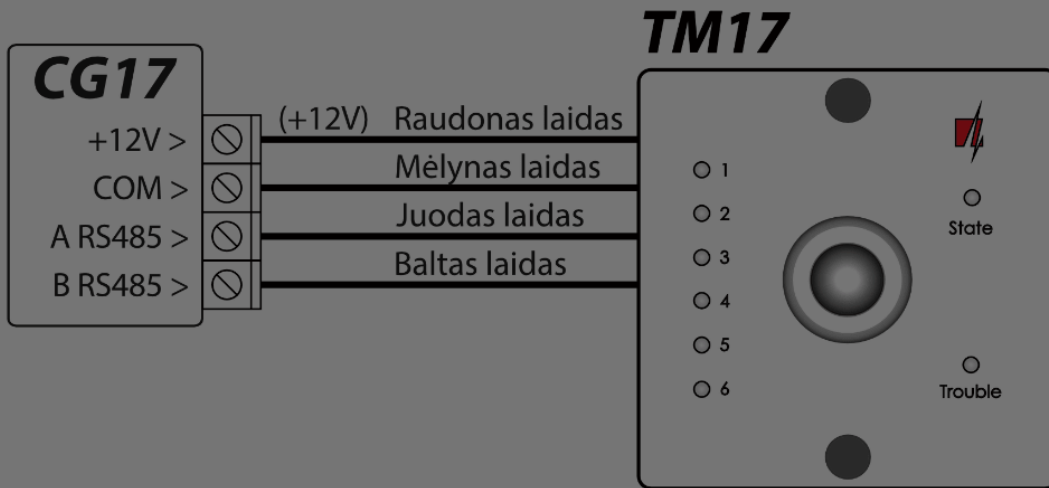 TM17
CG17
+12V > (+12V) Raudonas laidas
COM > Mėlynas laidas
A RS485 > Juodas laidas
B RS485 > Baltas laidas
1
2
3
4
5
6
State
Trouble